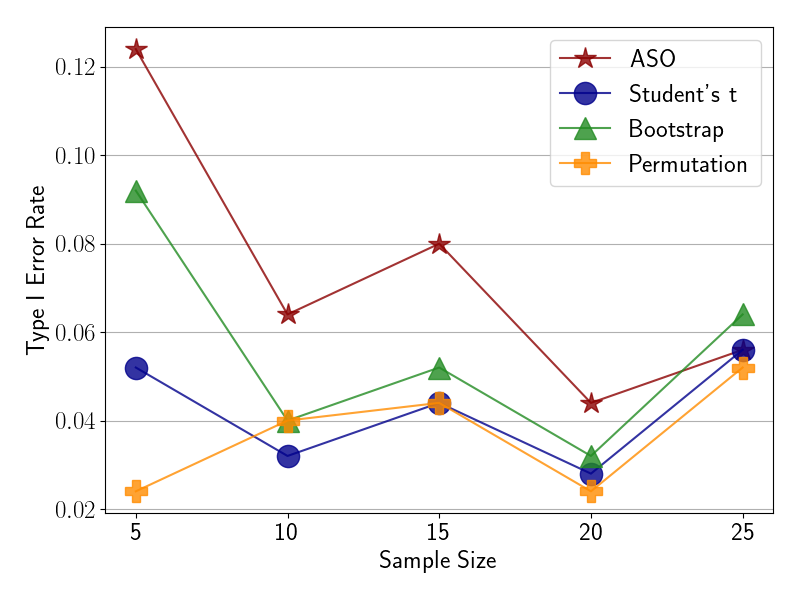 ASO
Student's t
Bootstrap
Permutation
0.12
0.10
0.08
0.06
0.04
0.02
Type I Error Rate
5
10
15
20
25
Sample Size